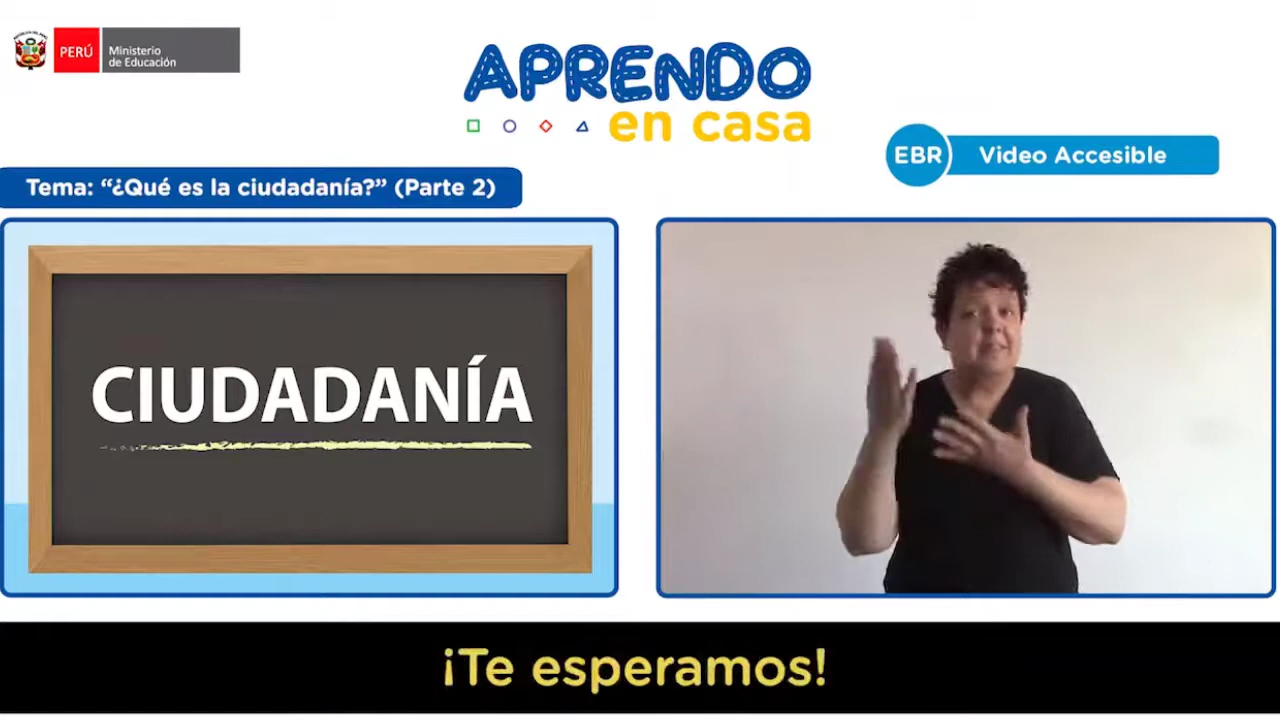 PERÚ
Ministerio
de Educación
APRENDO
en casa
EBR
Video Accesible
Tema: “¿Qué es la ciudadanía?” (Parte 2)
CIUDADANÍA
¡Te esperamos!